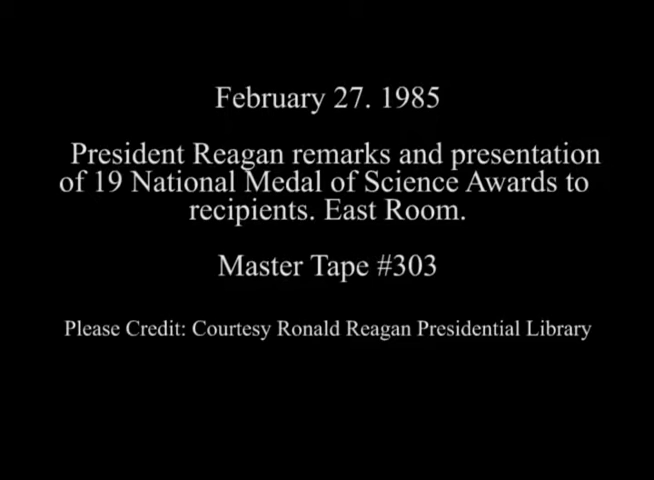 February 27. 1985
President Reagan remarks and presentation
of 19 National Medal of Science Awards to
recipients. East Room.
Master Tape #303
Please Credit: Courtesy Ronald Reagan Presidential Library